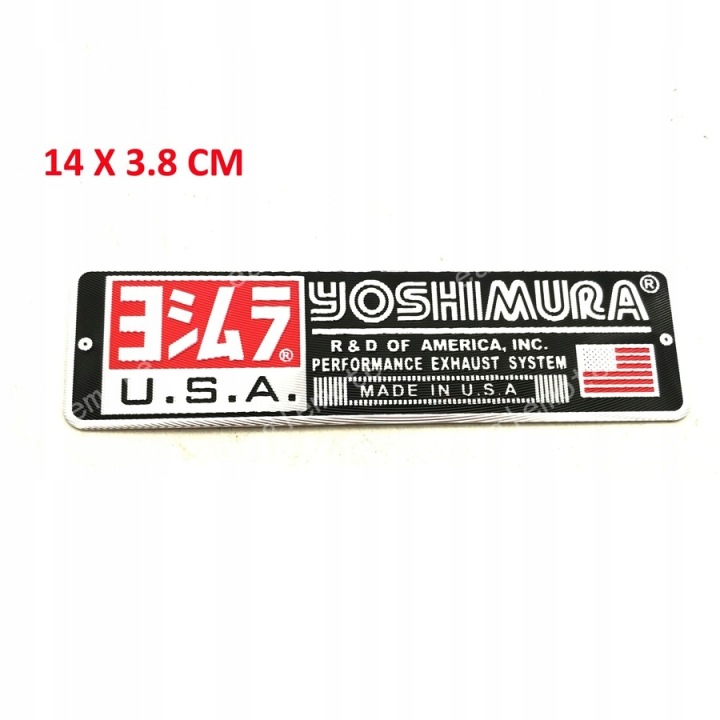 14 X 3.8 CM
ヨシムラ®
U.S.A.
YOSHIMURA®
R & D OF AMERICA, INC.
PERFORMANCE EXHAUST SYSTEM
MADE IN U.S.A